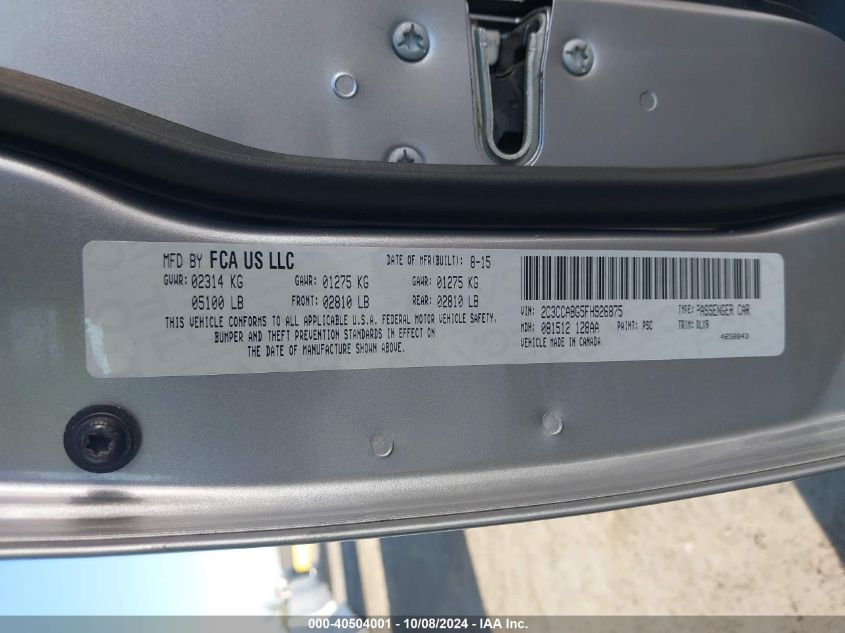 MFD BY FCA US LLC
DATE OF MFR(BUILT): 8-15
GVWR: 02314 KG GAWR: 01275 KG GAWR: 01275 KG
05100 LB FRONT: 02810 LB REAR: 02810 LB
THIS VEHICLE CONFORMS TO ALL APPLICABLE U.S.A. FEDERAL MOTOR VEHICLE SAFETY,
BUMPER AND THEFT PREVENTION STANDARDS IN EFFECT ON
THE DATE OF MANUFACTURE SHOWN ABOVE.
VIN: 2C3CCABG5FH926875 TYPE: PASSENGER CAR
MDH: 081512 128AA PAINT: PSC TRIM: DLX9
VEHICLE MADE IN CANADA 4658843
000-40504001 - 10/08/2024 - IAA Inc.